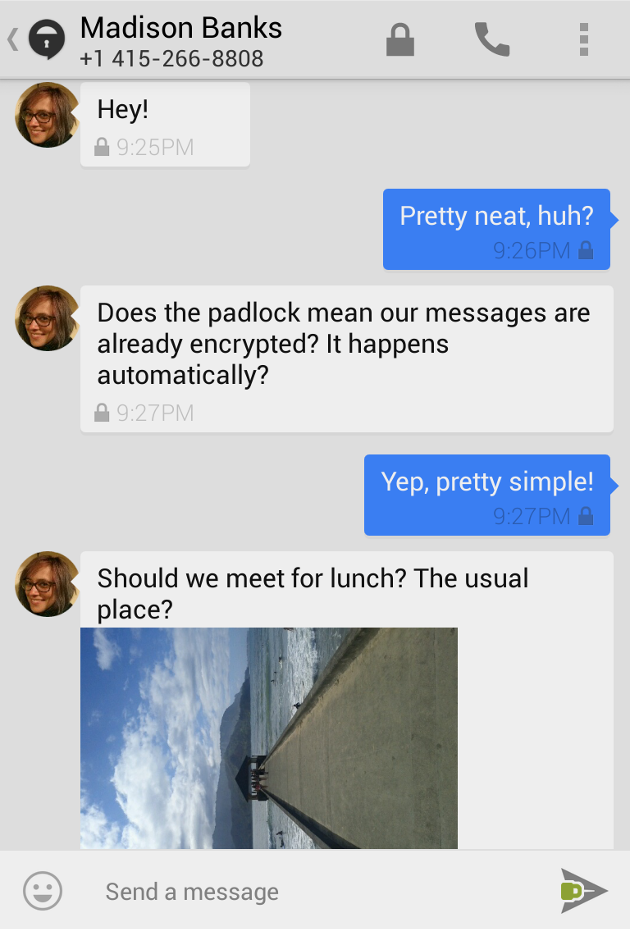 Madison Banks
+1 415-266-8808
Hey!
9:25PM
Pretty neat, huh?
9:26PM
Does the padlock mean our messages are
already encrypted? It happens
automatically?
9:27PM
Yep, pretty simple!
9:27PM
Should we meet for lunch? The usual
place?
Send a message